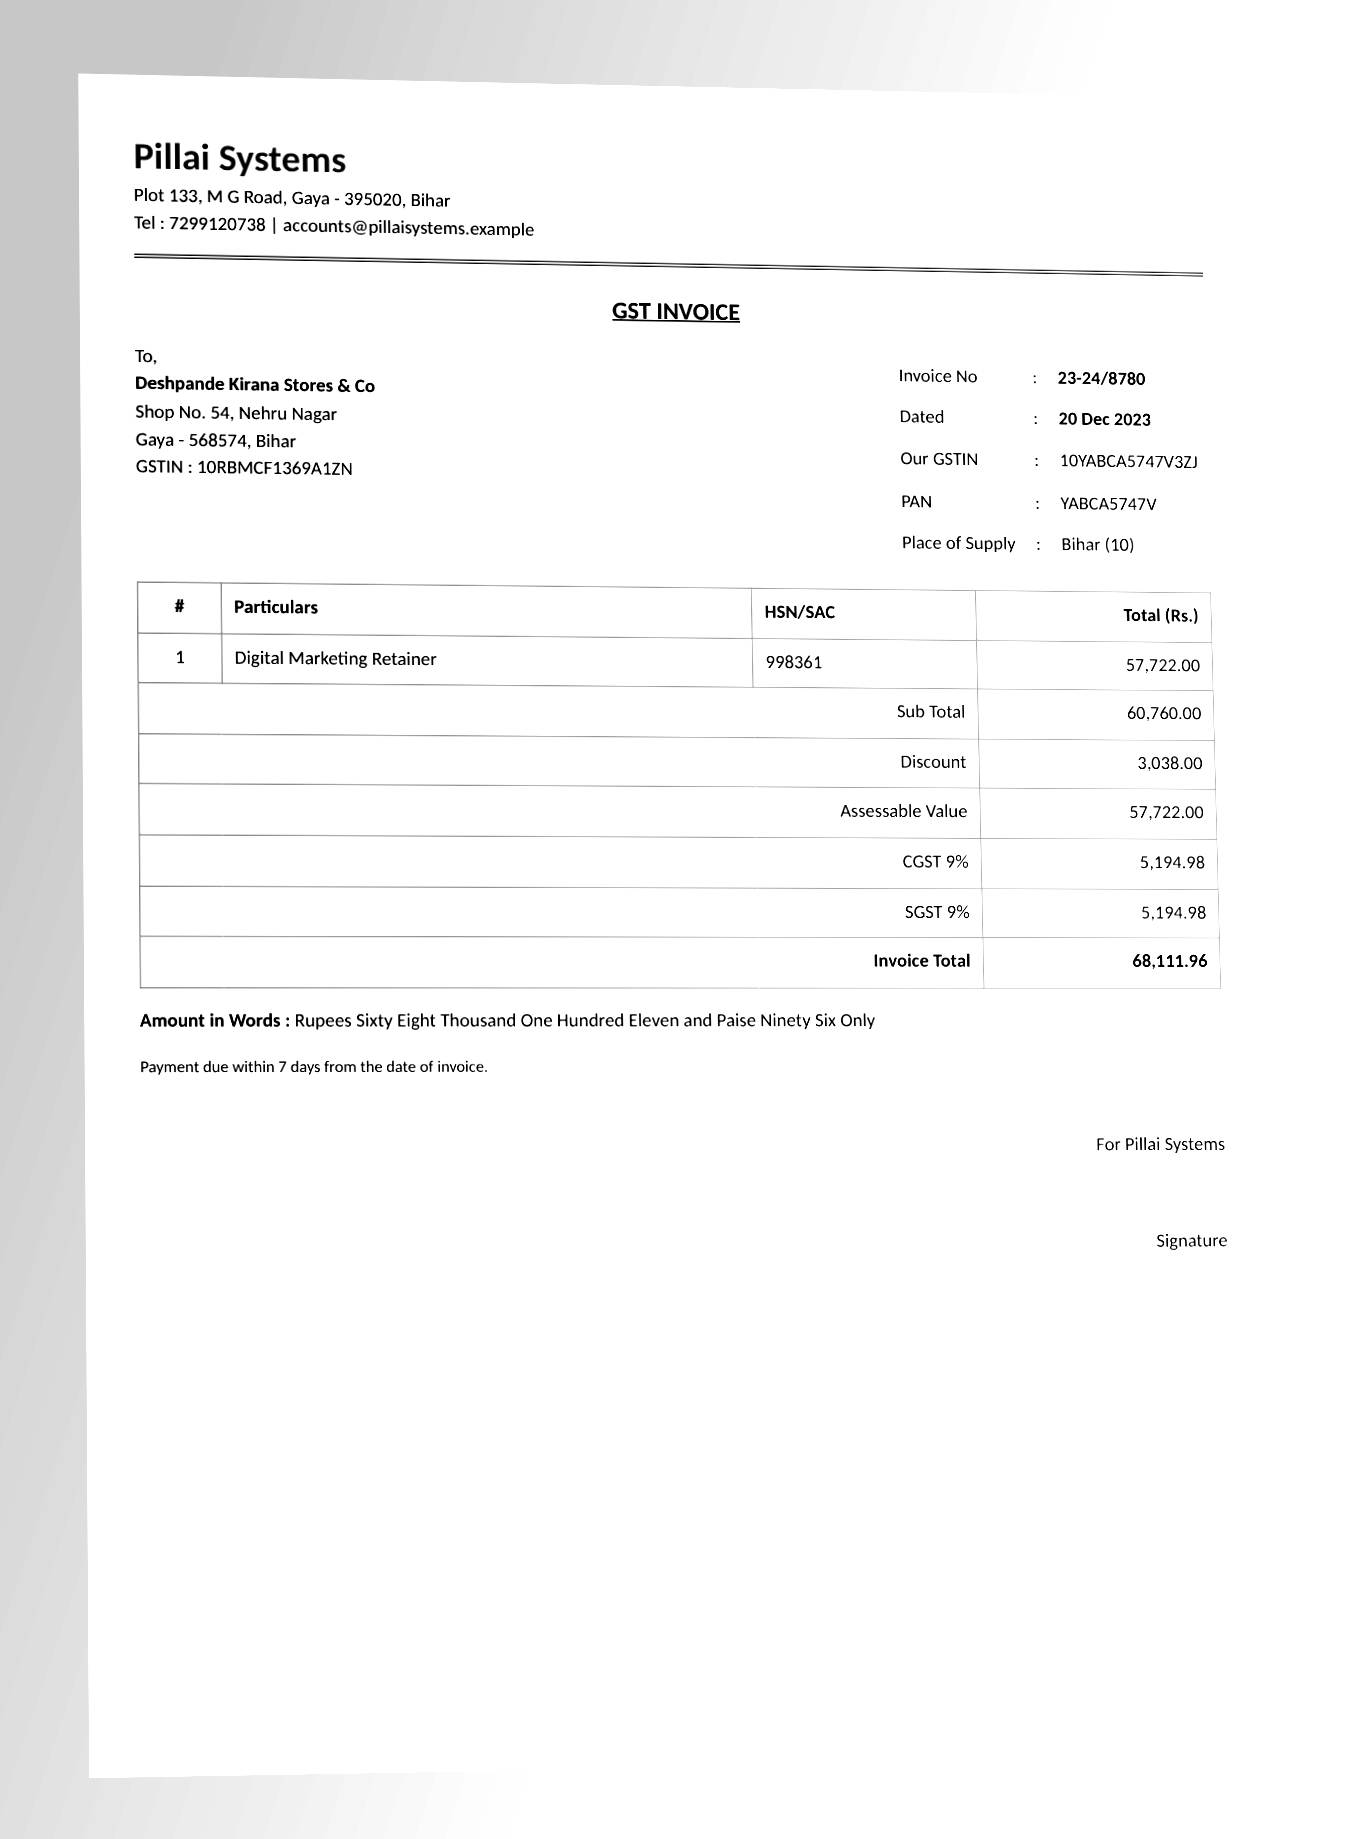 Pillai Systems
Plot 133, M G Road, Gaya - 395020, Bihar
Tel : 7299120738 | accounts@pillaisystems.example
GST INVOICE
To,
Deshpande Kirana Stores & Co
Shop No. 54, Nehru Nagar
Gaya - 568574, Bihar
GSTIN : 10RBMCF1369A1ZN
Invoice No : 23-24/8780
Dated : 20 Dec 2023
Our GSTIN : 10YABCA5747V3ZJ
PAN : YABCA5747V
Place of Supply : Bihar (10)
# Particulars HSN/SAC Total (Rs.)
1 Digital Marketing Retainer 998361 57,722.00
Sub Total 60,760.00
Discount 3,038.00
Assessable Value 57,722.00
CGST 9% 5,194.98
SGST 9% 5,194.98
Invoice Total 68,111.96
Amount in Words : Rupees Sixty Eight Thousand One Hundred Eleven and Paise Ninety Six Only
Payment due within 7 days from the date of invoice.
For Pillai Systems
Signature